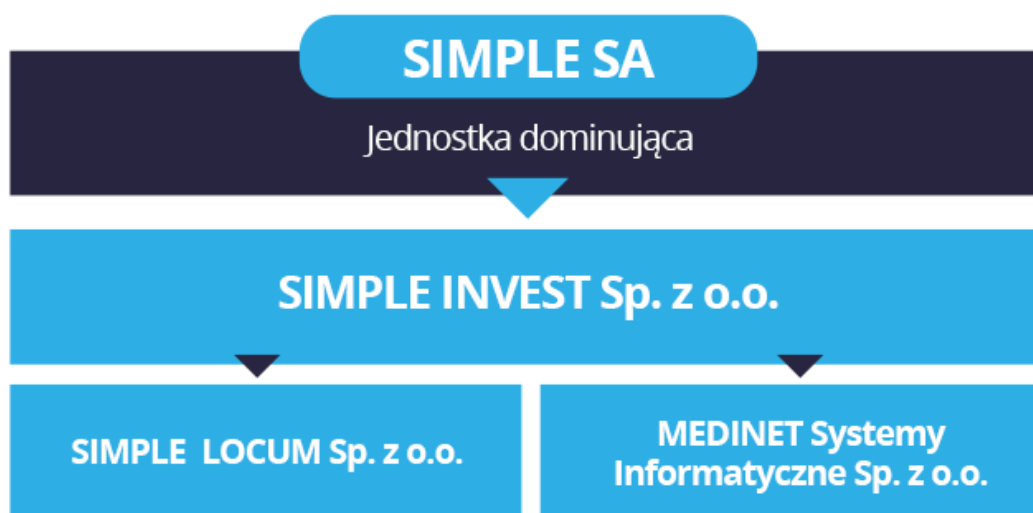 SIMPLE SA
Jednostka dominująca
SIMPLE INVEST Sp. z o.o.
SIMPLE LOCUM Sp. z o.o.
MEDINET Systemy
Informatyczne Sp. z o.o.